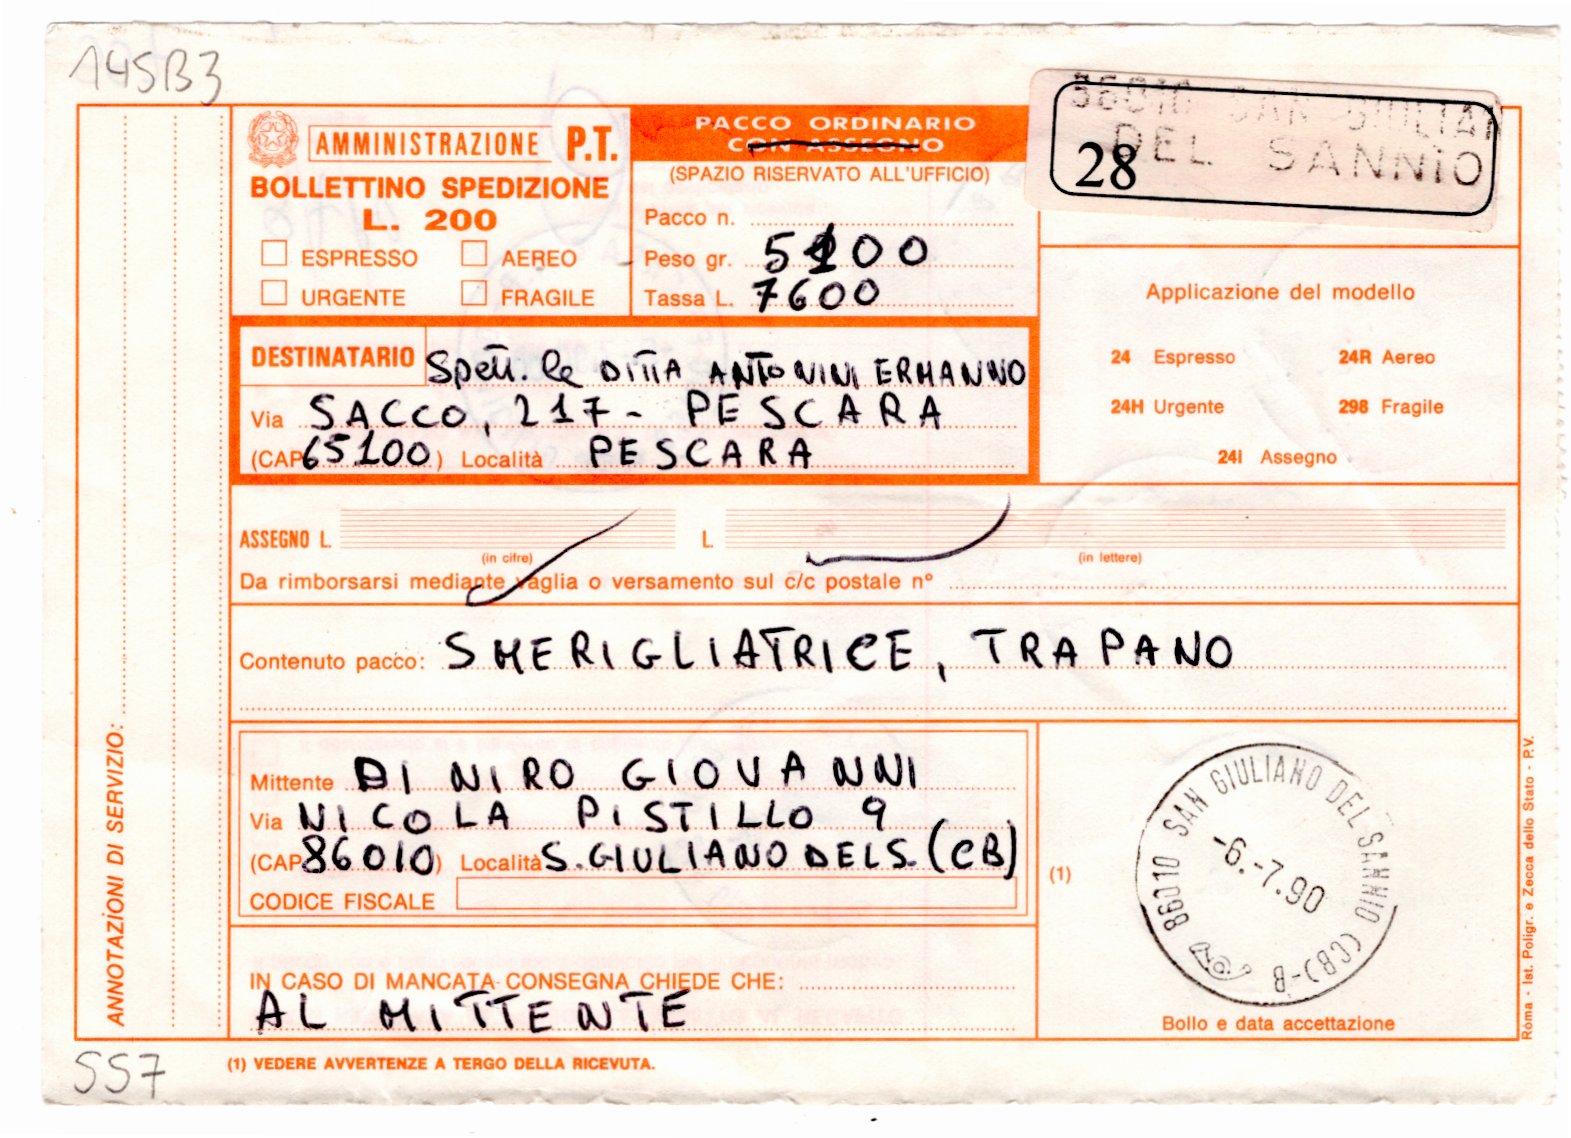 145B3
AMMINISTRAZIONE P.T.
BOLLETTINO SPEDIZIONE
L. 200
ESPRESSO AEREO
URGENTE FRAGILE
PACCO ORDINARIO
CON ASSEGNO
(SPAZIO RISERVATO ALL'UFFICIO)
Pacco n.
Peso gr. 5100
Tassa L. 7600
86010 SAN GIULIAN
DEL SANNIO
28
Applicazione del modello
24 Espresso 24R Aereo
24H Urgente 298 Fragile
24I Assegno
DESTINATARIO Spett. le DITTA ANTONINI ERMANNO
Via SACCO, 217 - PESCARA
(CAP 65100) Località PESCARA
ASSEGNO L. L.
(in cifre) (in lettere)
Da rimborsarsi mediante vaglia o versamento sul c/c postale n°
Contenuto pacco: SMERIGLIATRICE, TRAPANO
Mittente DI NIRO GIOVANNI
Via NICOLA PISTILLO 9
(CAP 86010) Località S. GIULIANO DEL S. (CB)
CODICE FISCALE
(1)
86010 SAN GIULIANO DEL SANNIO (CB)-B
-6.-7.90
Bollo e data accettazione
IN CASO DI MANCATA CONSEGNA CHIEDE CHE:
AL MITTENTE
ANNOTAZIONI DI SERVIZIO:
Roma - Ist. Poligr. e Zecca dello Stato - P.V.
(1) VEDERE AVVERTENZE A TERGO DELLA RICEVUTA.
557